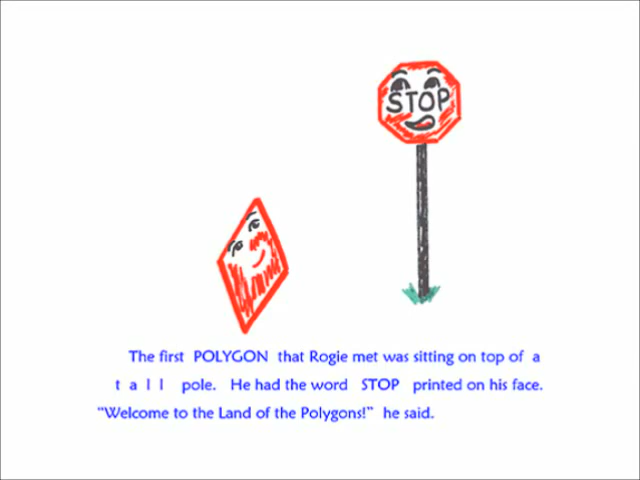 STOP
The first POLYGON that Rogie met was sitting on top of a
t a l l pole. He had the word STOP printed on his face.
“Welcome to the Land of the Polygons!” he said.